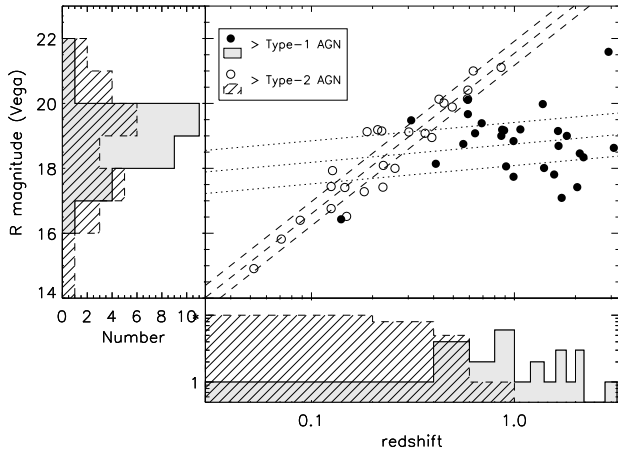 22
20
18
16
14
R magnitude (Vega)
> Type-1 AGN
> Type-2 AGN
0 2 4 6 8 10
Number
*
1
0.1 1.0
redshift